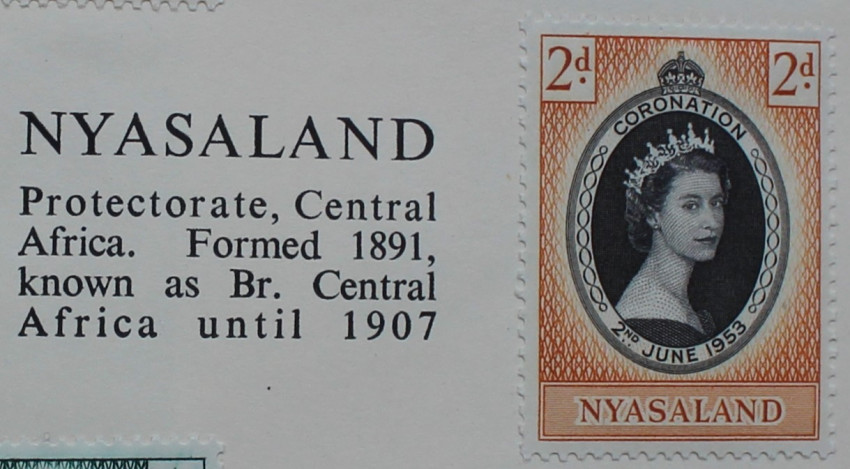 NYASALAND
Protectorate, Central
Africa. Formed 1891,
known as Br. Central
Africa until 1907
2d. 2d.
CORONATION
2ND JUNE 1953
NYASALAND